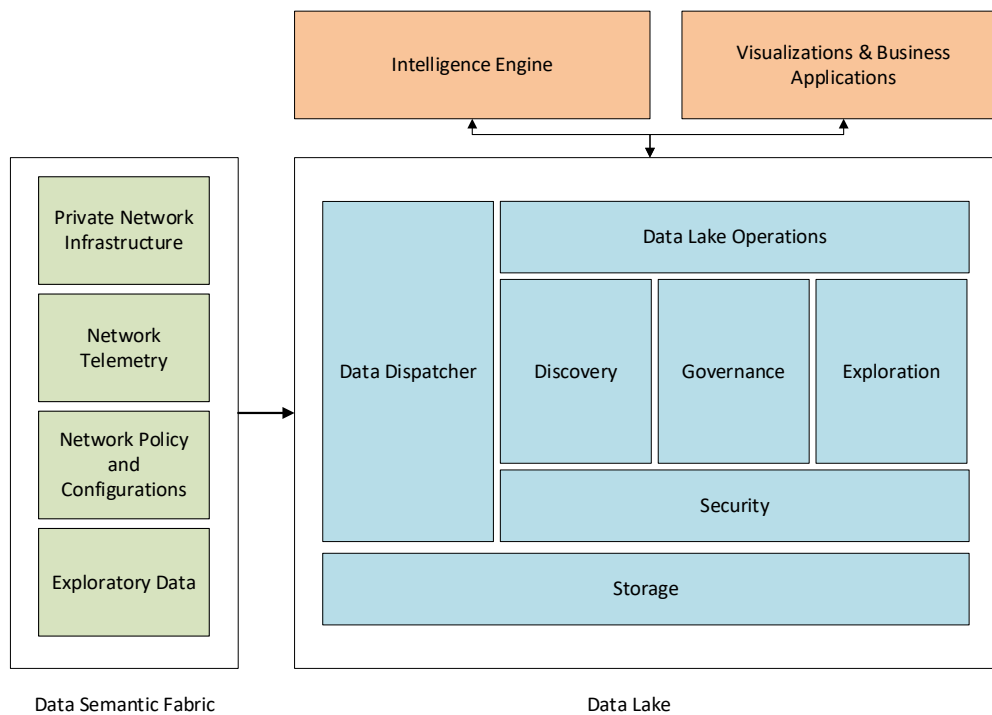 Intelligence Engine
Visualizations & Business
Applications
Private Network
Infrastructure
Network
Telemetry
Network Policy
and
Configurations
Exploratory Data
Data Semantic Fabric
Data Dispatcher
Data Lake Operations
Discovery
Governance
Exploration
Security
Storage
Data Lake